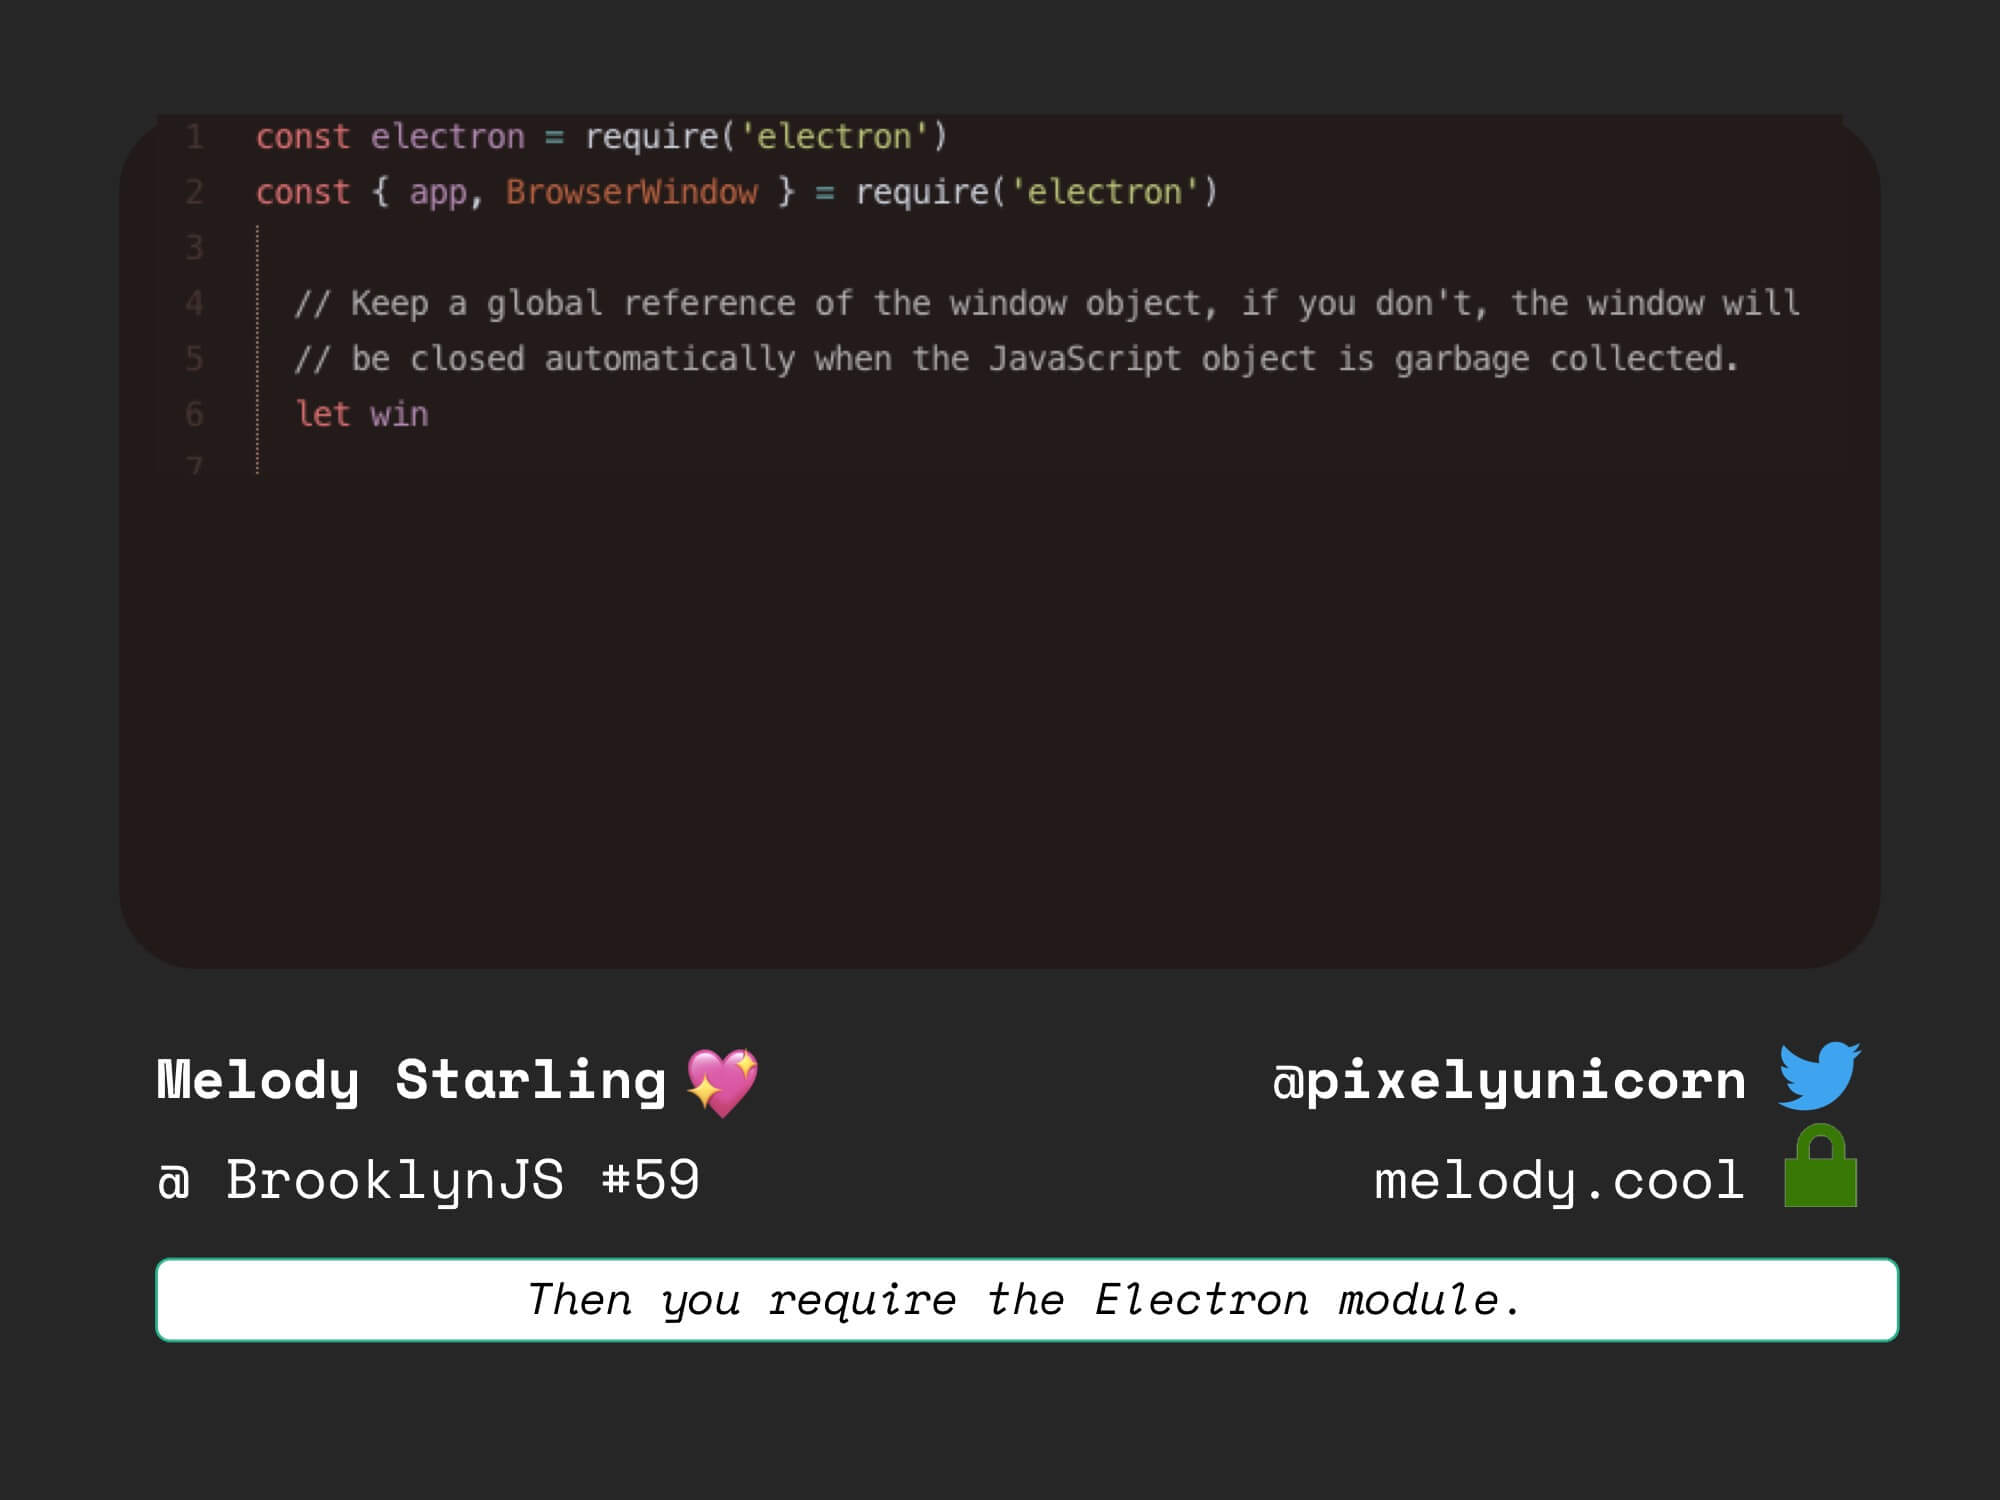 1 const electron = require('electron')
2 const { app, BrowserWindow } = require('electron')
3
4 // Keep a global reference of the window object, if you don't, the window will
5 // be closed automatically when the JavaScript object is garbage collected.
6 let win
7
Melody Starling 💖
@pixelyunicorn
@ BrooklynJS #59
melody.cool
Then you require the Electron module.